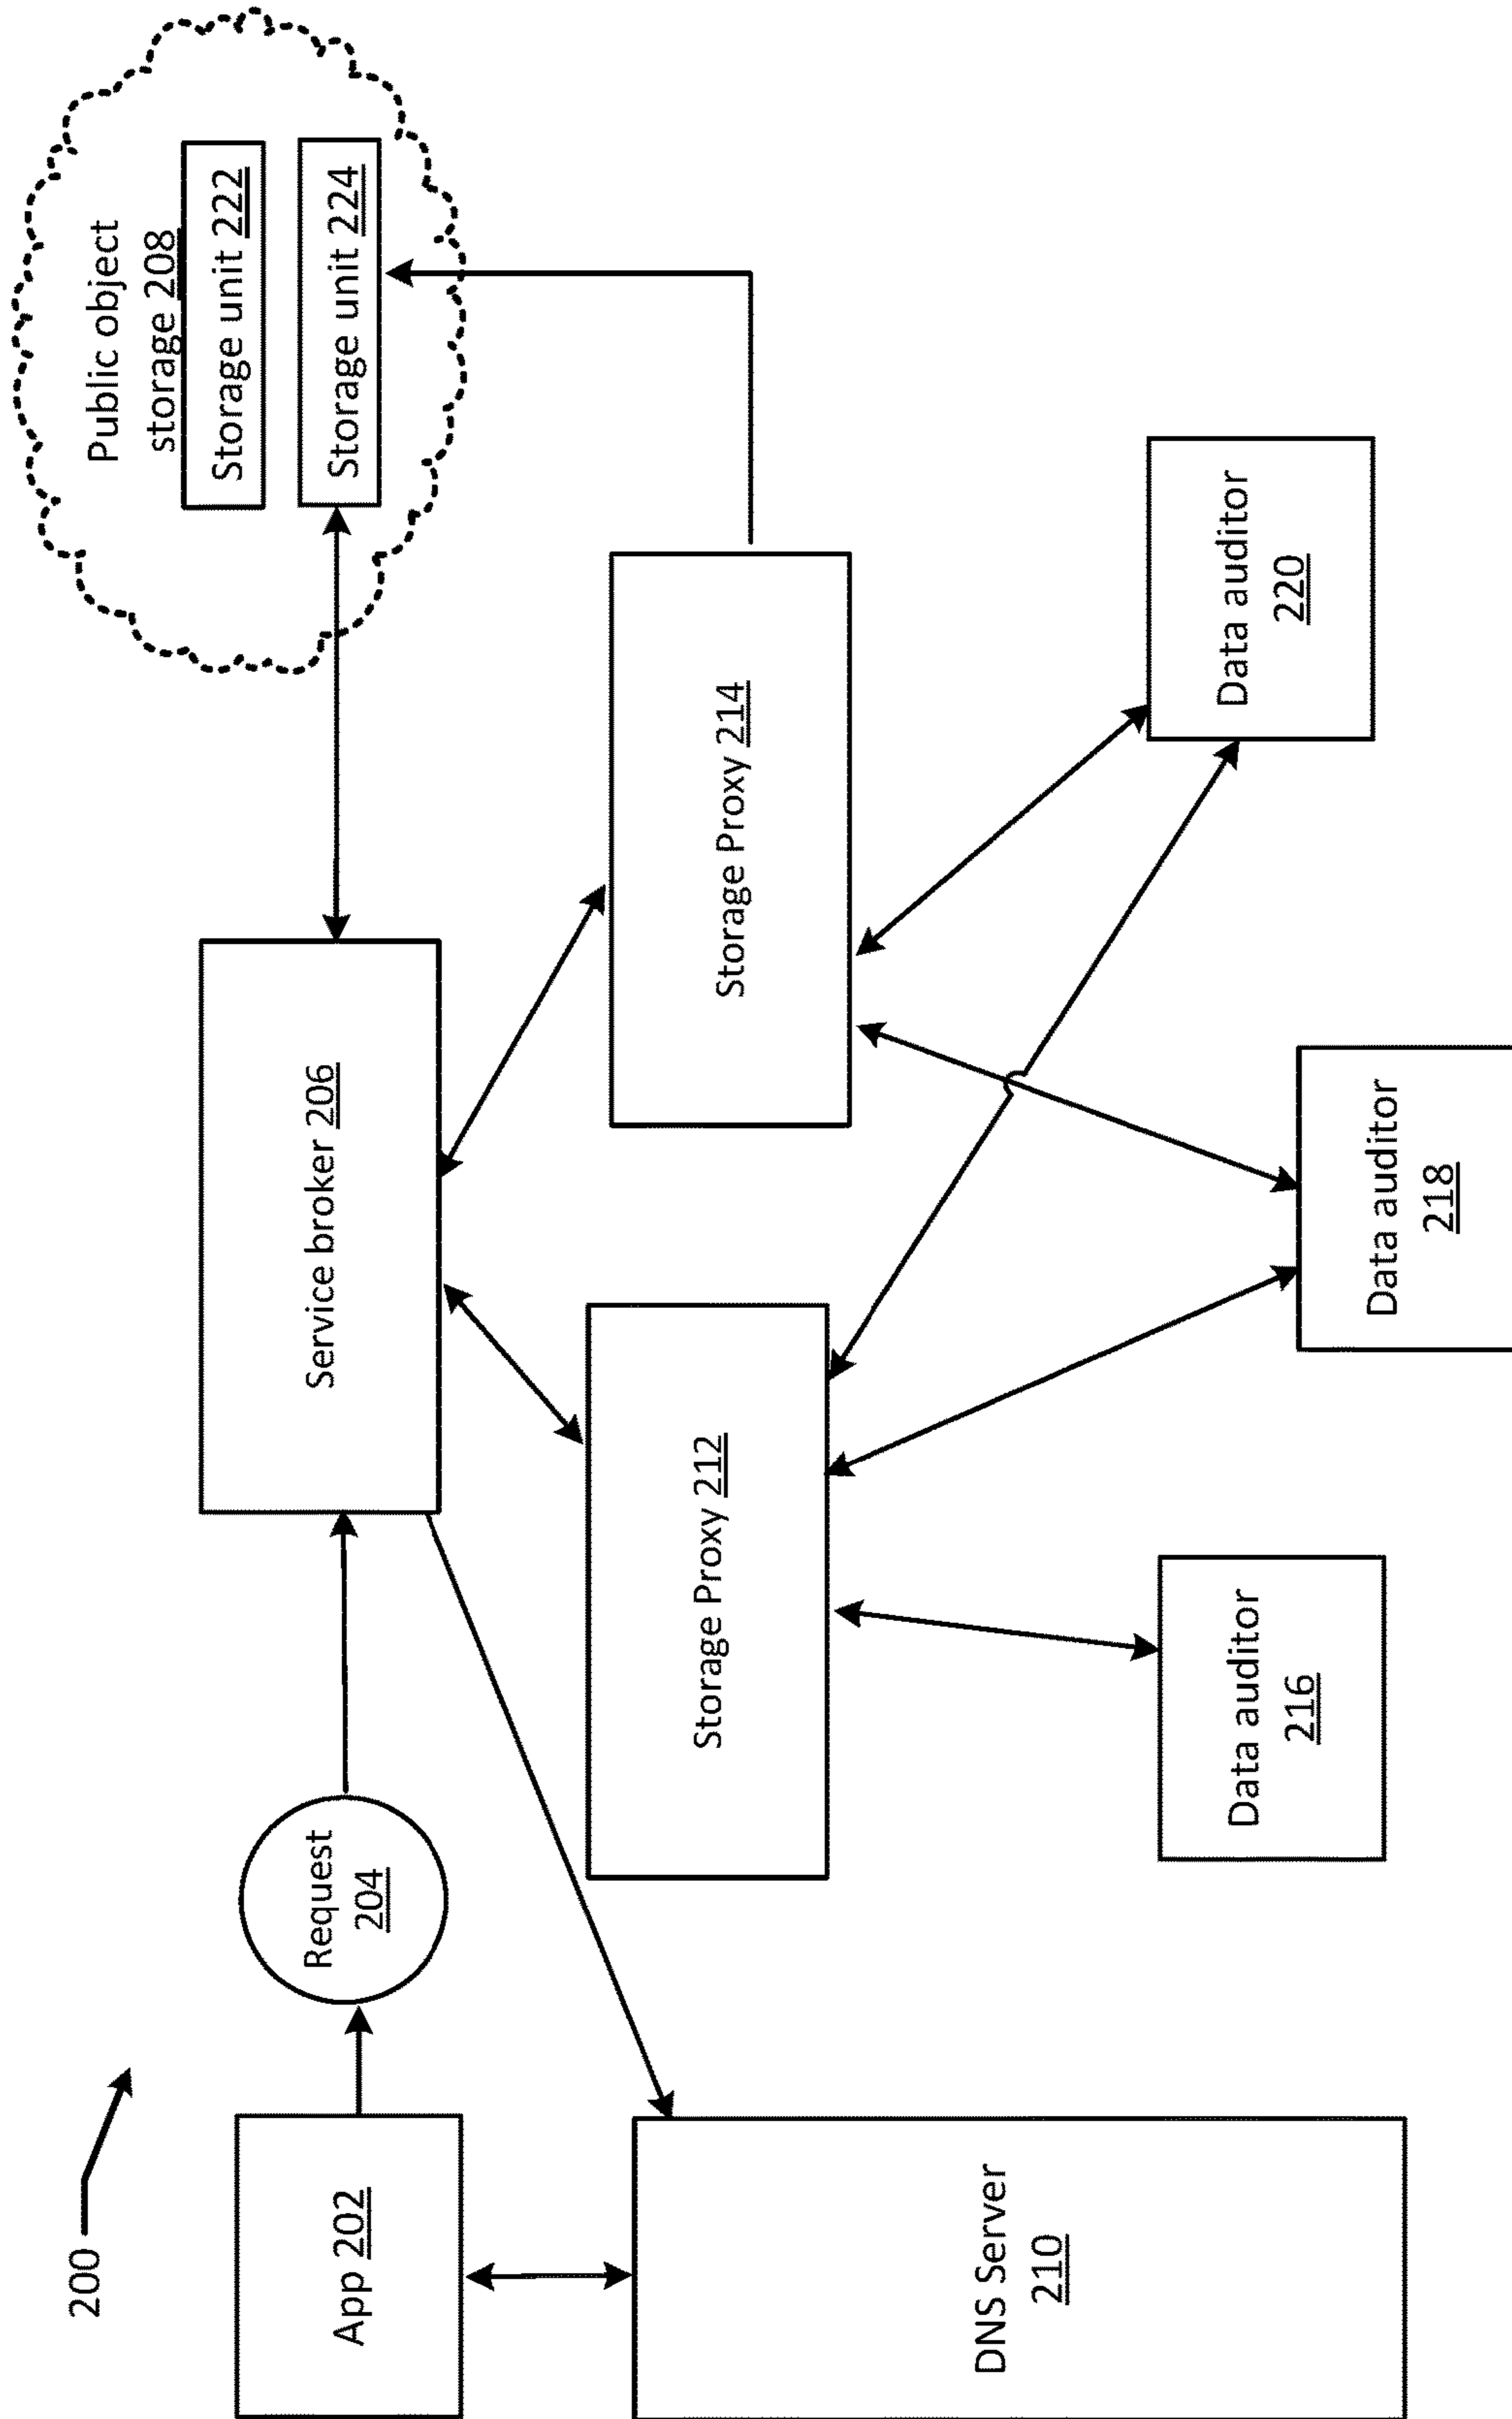 200
App 202
Request
204
Service broker 206
Public object
storage 208
Storage unit 222
Storage unit 224
DNS Server
210
Storage Proxy 212
Storage Proxy 214
Data auditor
216
Data auditor
218
Data auditor
220